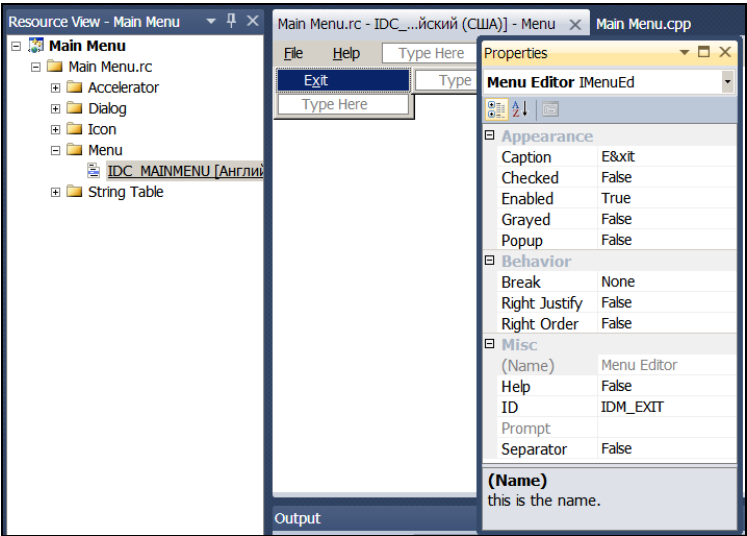 Resource View - Main Menu
Main Menu
Main Menu.rc
Accelerator
Dialog
Icon
Menu
IDC_MAINMENU [Англий
String Table
Main Menu.rc - IDC_...йский (США)] - Menu
Main Menu.cpp
File Help Type Here
Exit Type
Type Here
Output
Properties
Menu Editor IMenuEd
Appearance
Caption E&xit
Checked False
Enabled True
Grayed False
Popup False
Behavior
Break None
Right Justify False
Right Order False
Misc
(Name) Menu Editor
Help False
ID IDM_EXIT
Prompt
Separator False
(Name)
this is the name.